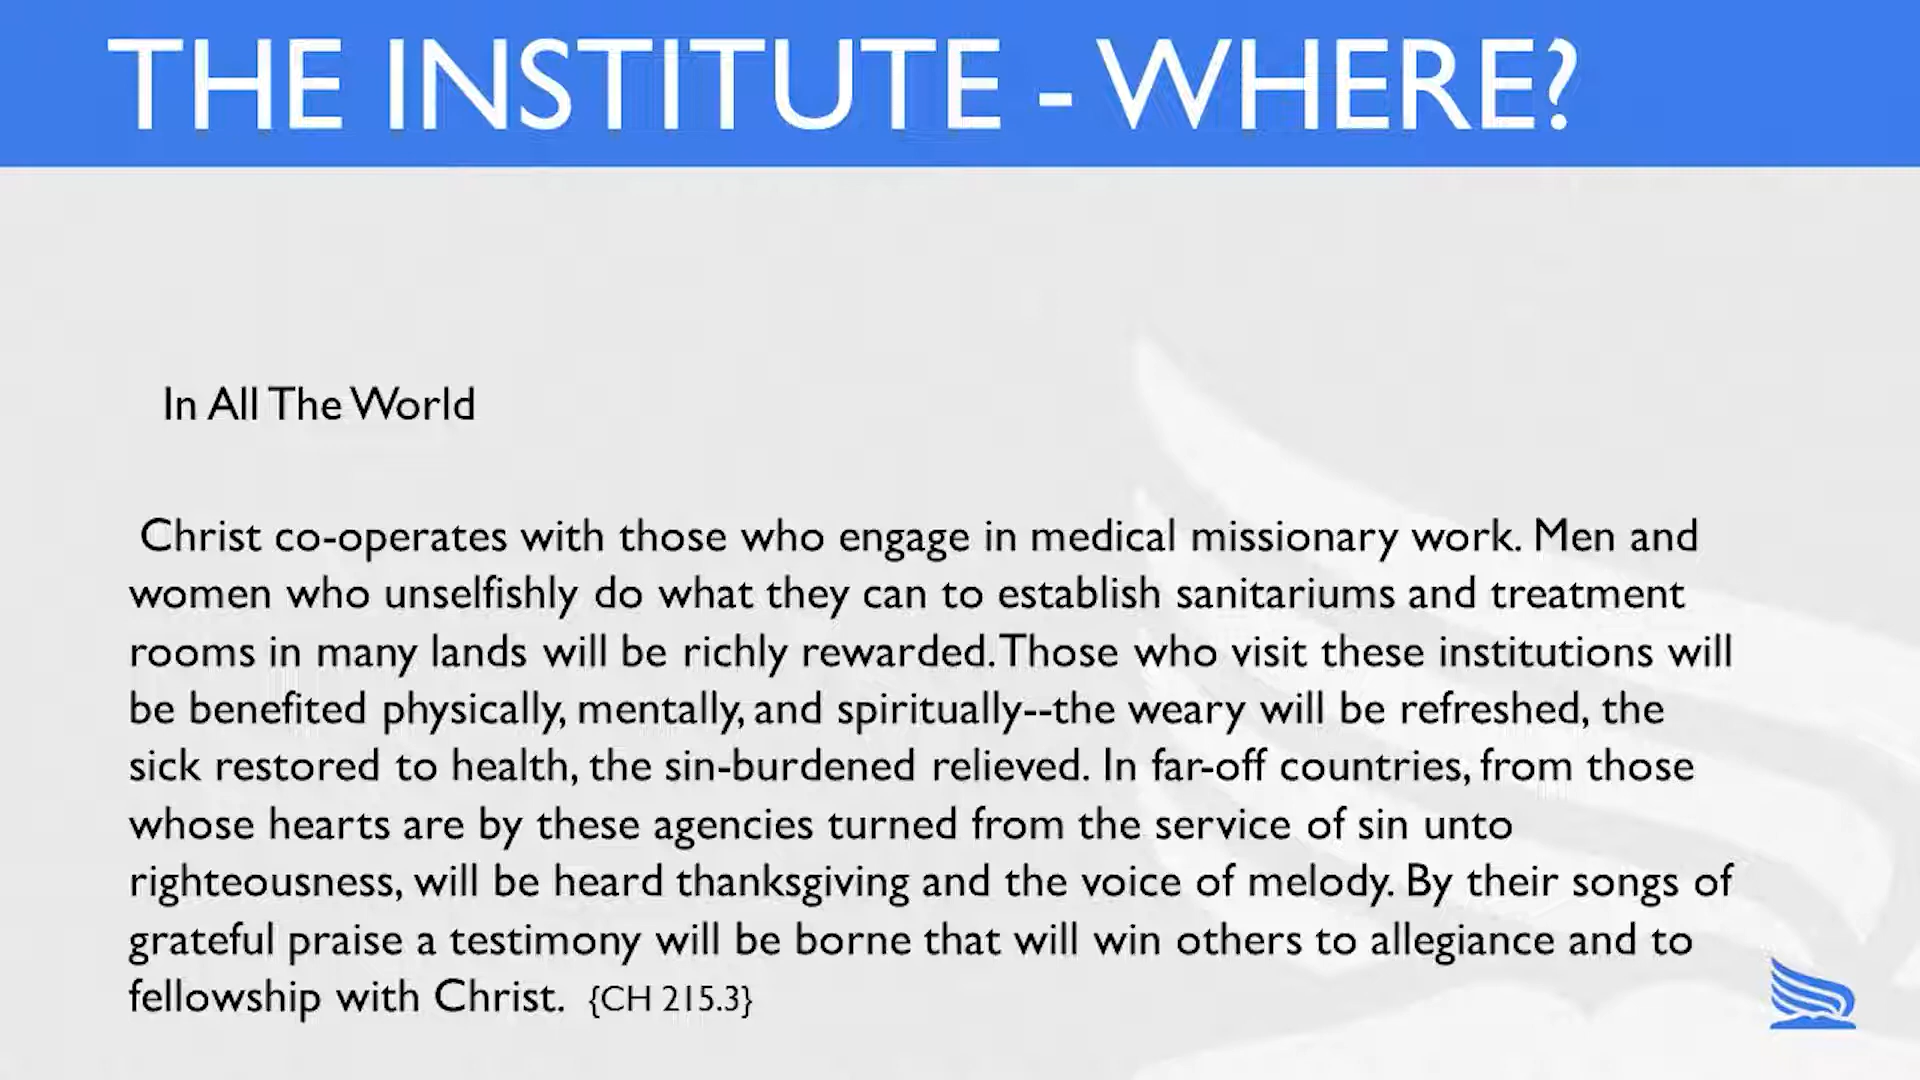 THE INSTITUTE - WHERE?
In All The World
Christ co-operates with those who engage in medical missionary work. Men and
women who unselfishly do what they can to establish sanitariums and treatment
rooms in many lands will be richly rewarded. Those who visit these institutions will
be benefited physically, mentally, and spiritually--the weary will be refreshed, the
sick restored to health, the sin-burdened relieved. In far-off countries, from those
whose hearts are by these agencies turned from the service of sin unto
righteousness, will be heard thanksgiving and the voice of melody. By their songs of
grateful praise a testimony will be borne that will win others to allegiance and to
fellowship with Christ. {CH 215.3}